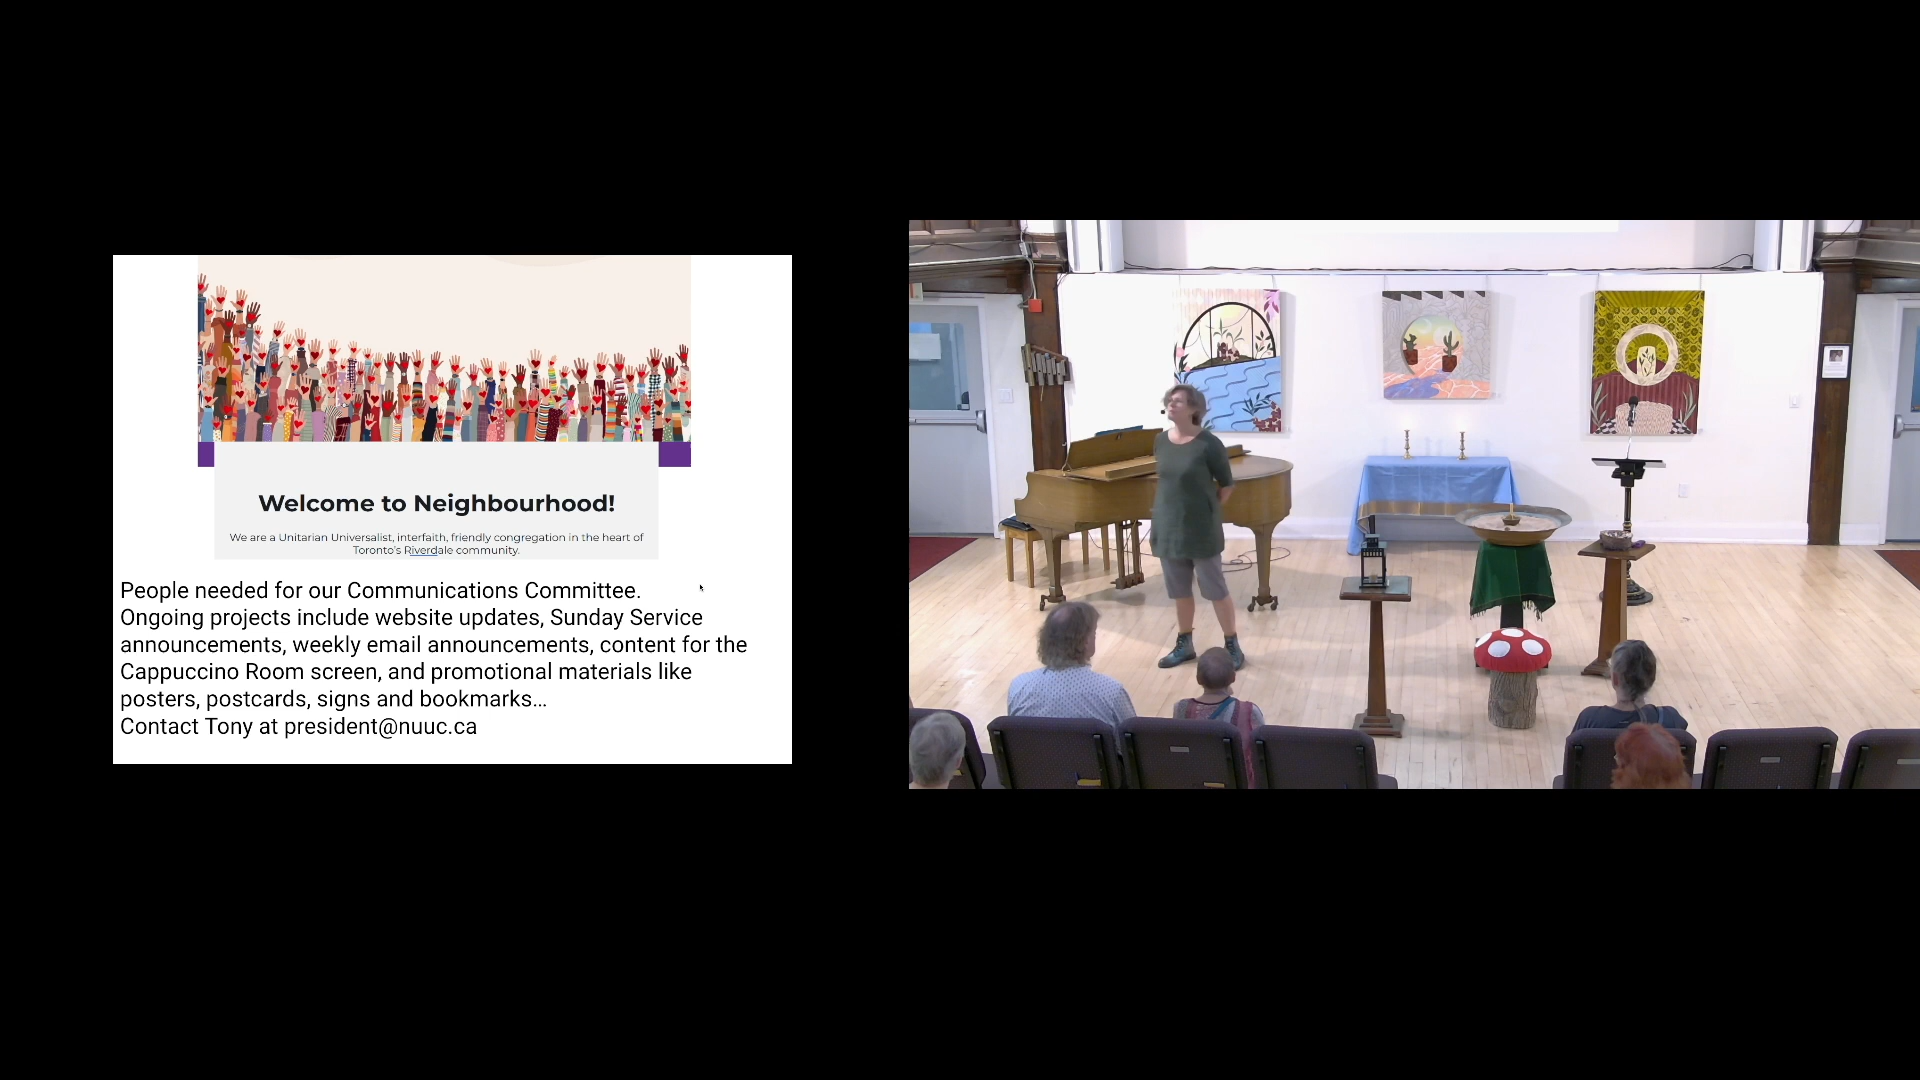 Welcome to Neighbourhood!
We are a Unitarian Universalist, interfaith, friendly congregation in the heart of
Toronto's Riverdale community.
People needed for our Communications Committee.
Ongoing projects include website updates, Sunday Service
announcements, weekly email announcements, content for the
Cappuccino Room screen, and promotional materials like
posters, postcards, signs and bookmarks...
Contact Tony at president@nuuc.ca